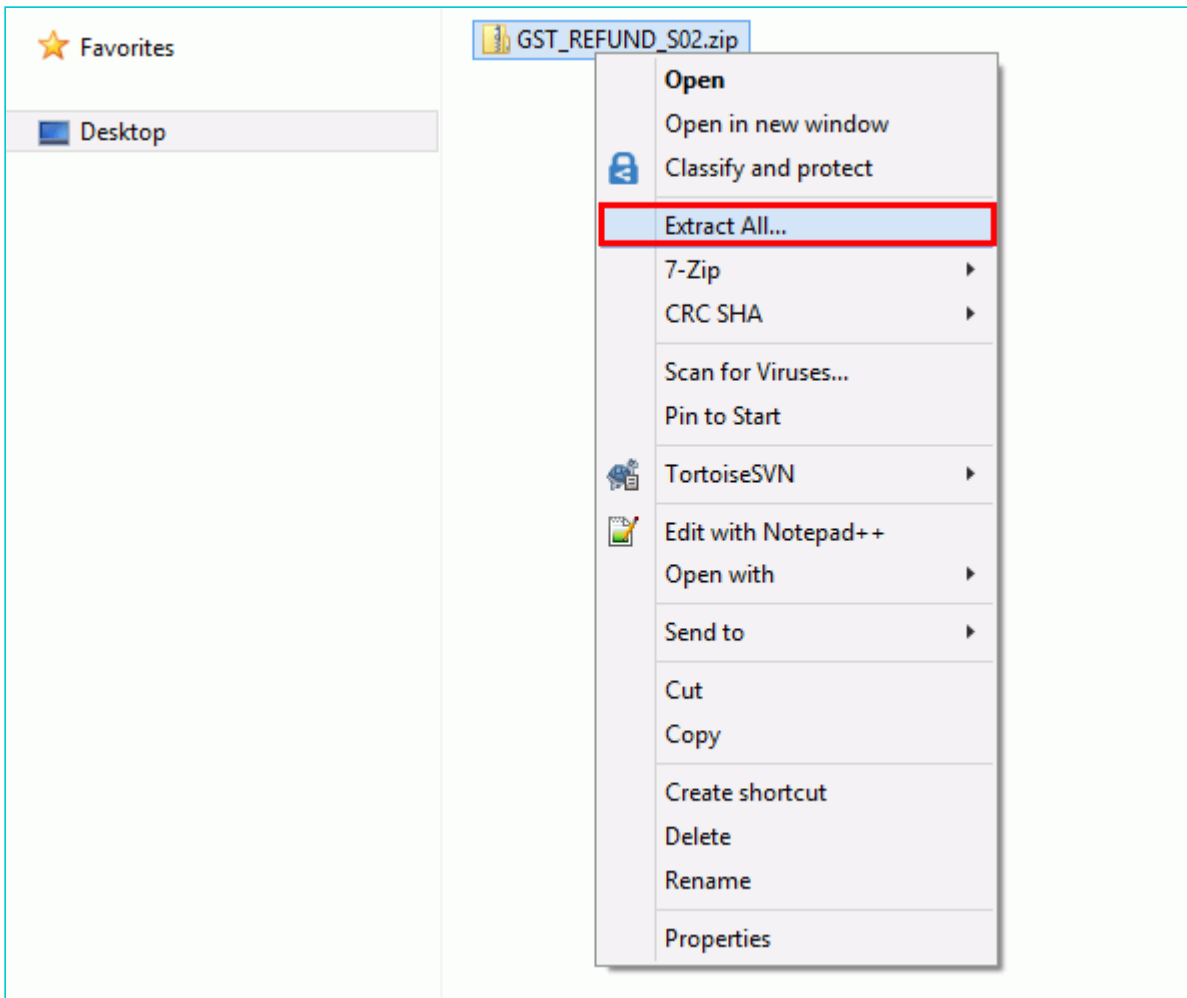 Favorites
GST_REFUND_S02.zip
Desktop
Open
Open in new window
Classify and protect
Extract All...
7-Zip
CRC SHA
Scan for Viruses...
Pin to Start
TortoiseSVN
Edit with Notepad++
Open with
Send to
Cut
Copy
Create shortcut
Delete
Rename
Properties